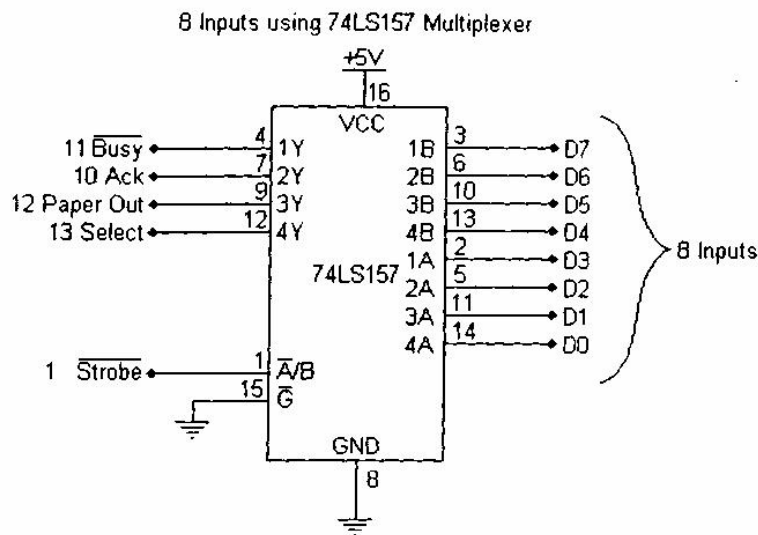 8 Inputs using 74LS157 Multiplexer
+5V
16
VCC
11 Busy 4 1Y 1B 3 D7
10 Ack 7 2Y 2B 6 D6
12 Paper Out 9 3Y 3B 10 D5
13 Select 12 4Y 4B 13 D4
1A 2 D3
74LS157 2A 5 D2
8 Inputs
3A 11 D1
4A 14 D0
1 Strobe 1 A/B
15 G
GND
8